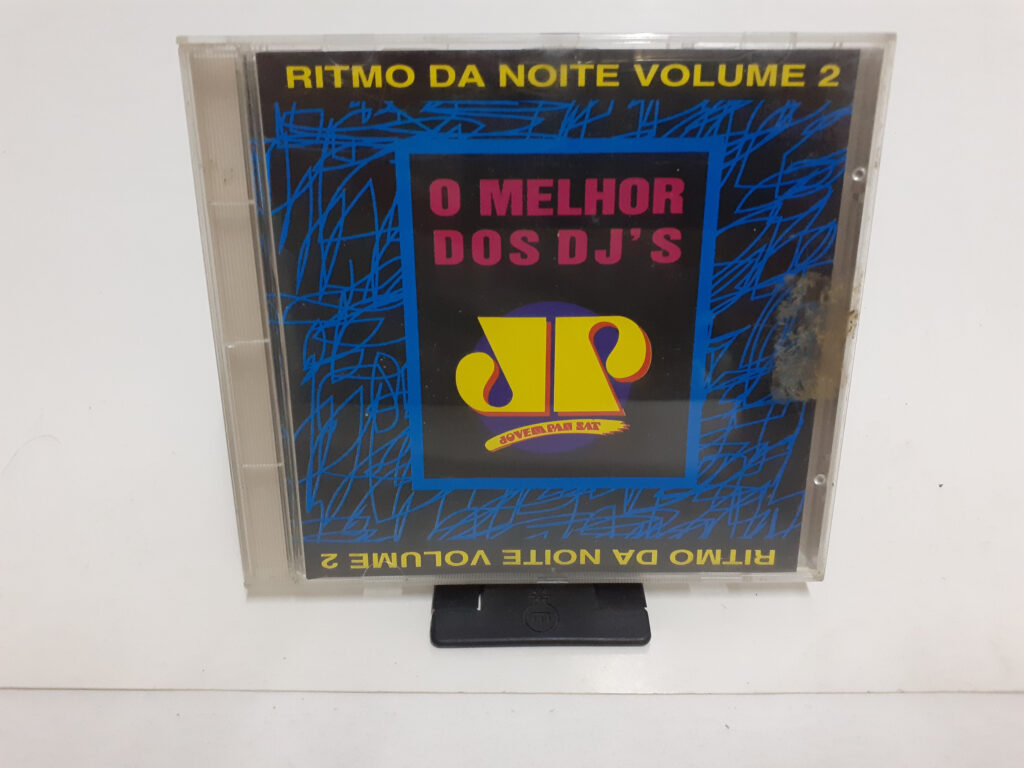 RITMO DA NOITE VOLUME 2
O MELHOR
DOS DJ'S
JP
JOVEM PAN SAT
RITMO DA NOITE VOLUME 2